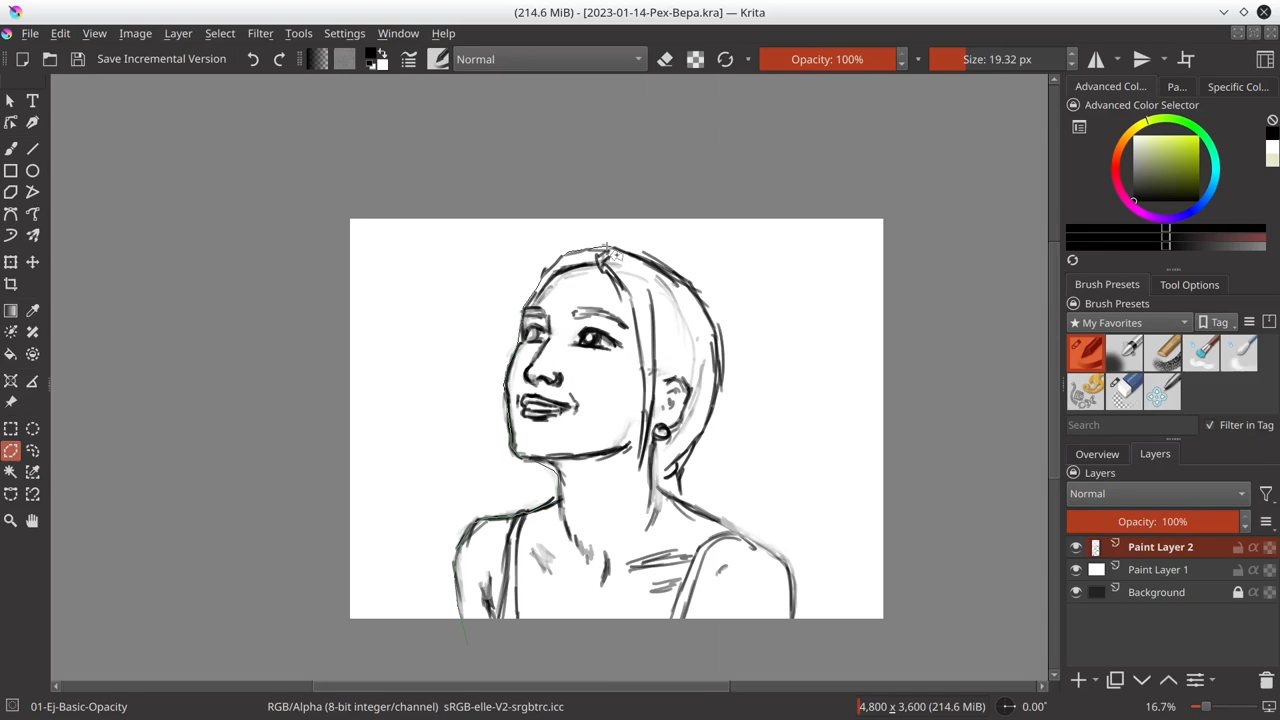 (214.6 MiB) - [2023-01-14-Рех-Вера.kra] — Krita
File Edit View Image Layer Select Filter Tools Settings Window Help
Save Incremental Version Normal Opacity: 100% Size: 19.32 px
Advanced Col... Pa... Specific Col...
Advanced Color Selector
Brush Presets Tool Options
Brush Presets
★ My Favorites Tag
Search Filter in Tag
Overview Layers
Layers
Normal
Opacity: 100%
Paint Layer 2
Paint Layer 1
Background
01-Ej-Basic-Opacity RGB/Alpha (8-bit integer/channel) sRGB-elle-V2-srgbtrc.icc 4,800 x 3,600 (214.6 MiB) 0.00° 16.7%